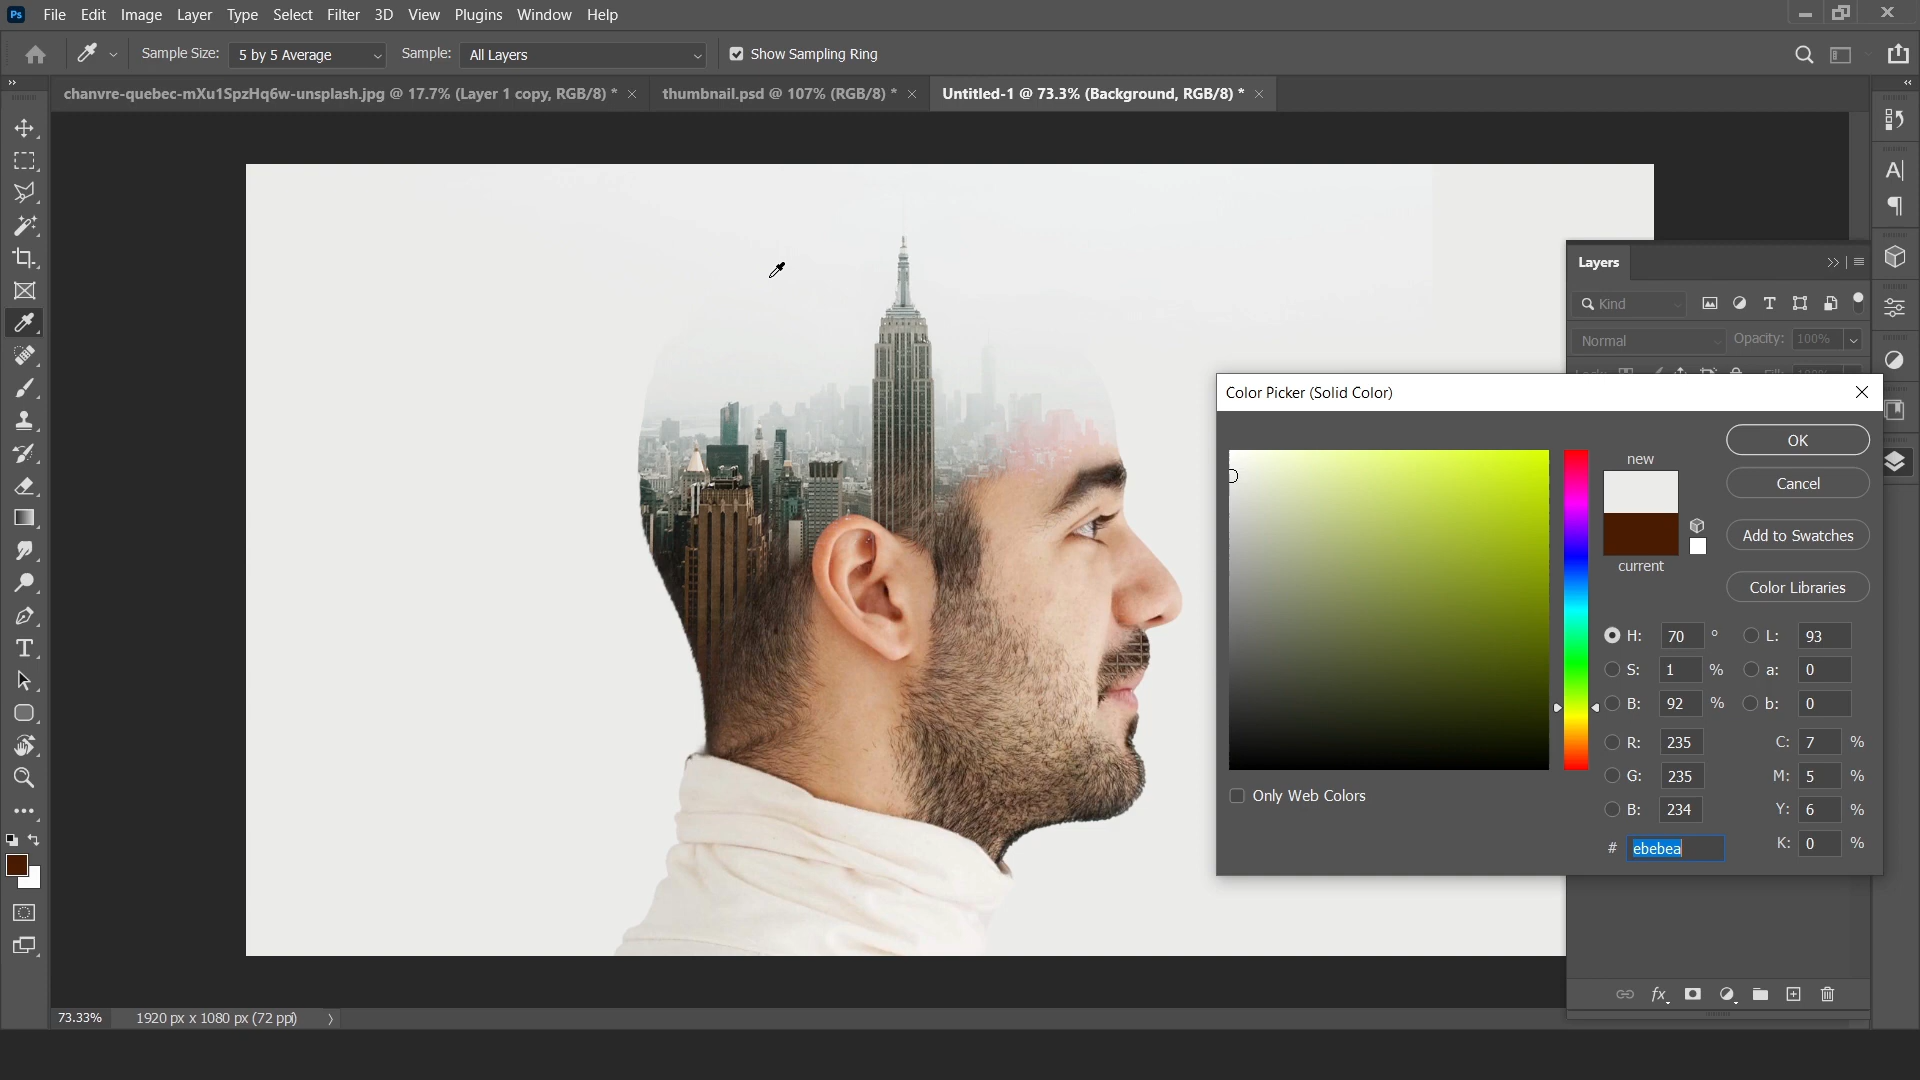 Ps File Edit Image Layer Type Select Filter 3D View Plugins Window Help
Sample Size: 5 by 5 Average Sample: All Layers Show Sampling Ring
chanvre-quebec-mXu1SpzHq6w-unsplash.jpg @ 17.7% (Layer 1 copy, RGB/8) * × thumbnail.psd @ 107% (RGB/8) * × Untitled-1 @ 73.3% (Background, RGB/8) * ×
Layers
Kind
Normal Opacity: 100%
Color Picker (Solid Color)
OK
new
Cancel
Add to Swatches
current
Color Libraries
H: 70 ° L: 93
S: 1 % a: 0
B: 92 % b: 0
R: 235 C: 7 %
G: 235 M: 5 %
Only Web Colors
B: 234 Y: 6 %
# ebebea K: 0 %
fx
73.33% 1920 px x 1080 px (72 ppi)